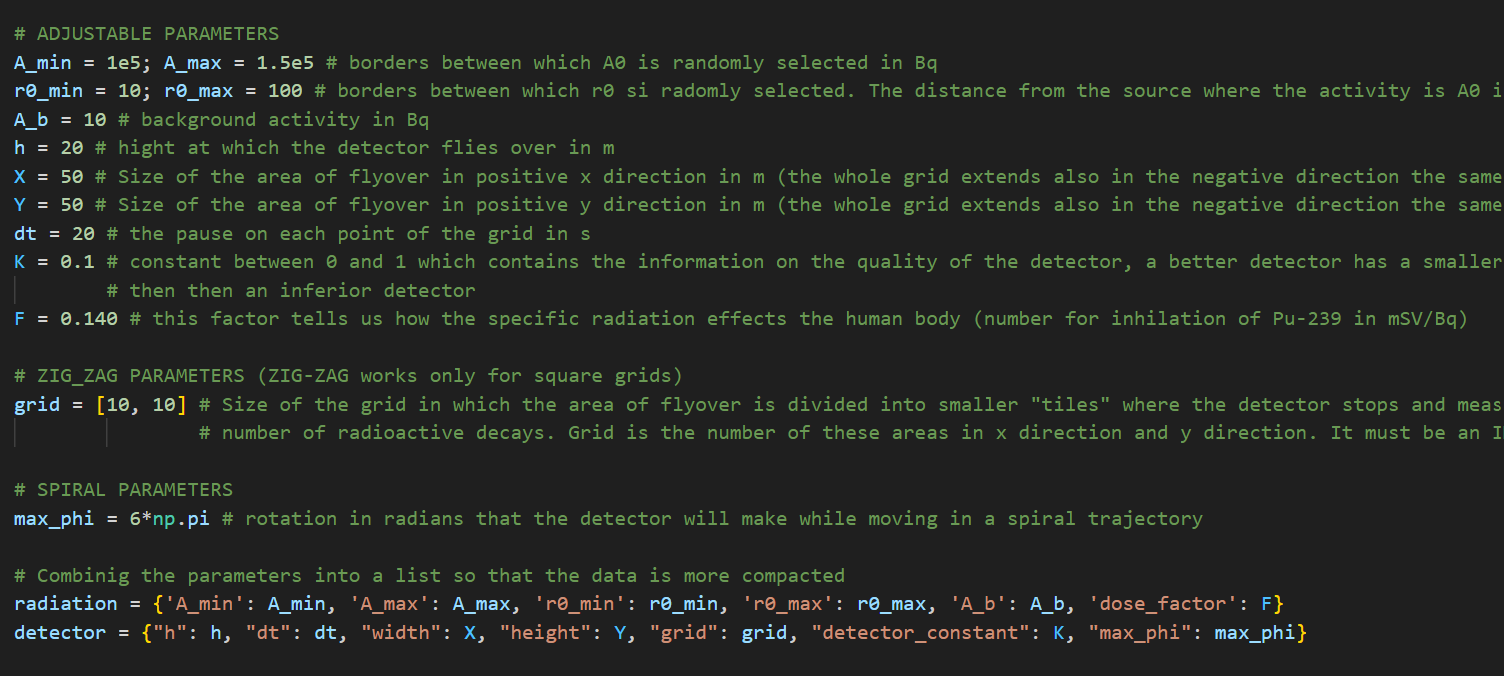 # ADJUSTABLE PARAMETERS
A_min = 1e5; A_max = 1.5e5 # borders between which A0 is randomly selected in Bq
r0_min = 10; r0_max = 100 # borders between which r0 si radomly selected. The distance from the source where the activity is A0 i
A_b = 10 # background activity in Bq
h = 20 # hight at which the detector flies over in m
X = 50 # Size of the area of flyover in positive x direction in m (the whole grid extends also in the negative direction the same
Y = 50 # Size of the area of flyover in positive y direction in m (the whole grid extends also in the negative direction the same
dt = 20 # the pause on each point of the grid in s
K = 0.1 # constant between 0 and 1 which contains the information on the quality of the detector, a better detector has a smaller
# then then an inferior detector
F = 0.140 # this factor tells us how the specific radiation effects the human body (number for inhilation of Pu-239 in mSV/Bq)
# ZIG_ZAG PARAMETERS (ZIG-ZAG works only for square grids)
grid = [10, 10] # Size of the grid in which the area of flyover is divided into smaller "tiles" where the detector stops and meas
# number of radioactive decays. Grid is the number of these areas in x direction and y direction. It must be an I
# SPIRAL PARAMETERS
max_phi = 6*np.pi # rotation in radians that the detector will make while moving in a spiral trajectory
# Combinig the parameters into a list so that the data is more compacted
radiation = {'A_min': A_min, 'A_max': A_max, 'r0_min': r0_min, 'r0_max': r0_max, 'A_b': A_b, 'dose_factor': F}
detector = {"h": h, "dt": dt, "width": X, "height": Y, "grid": grid, "detector_constant": K, "max_phi": max_phi}